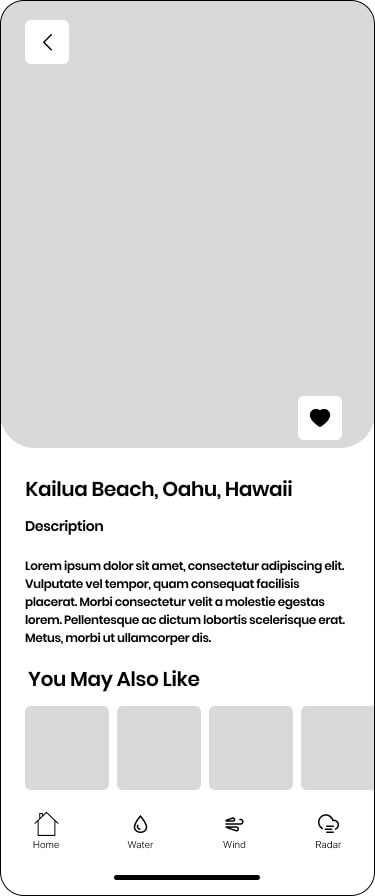 Kailua Beach, Oahu, Hawaii
Description
Lorem ipsum dolor sit amet, consectetur adipiscing elit.
Vulputate vel tempor, quam consequat facilisis
placerat. Morbi consectetur velit a molestie egestas
lorem. Pellentesque ac dictum lobortis scelerisque erat.
Metus, morbi ut ullamcorper dis.
You May Also Like
Home
Water
Wind
Radar